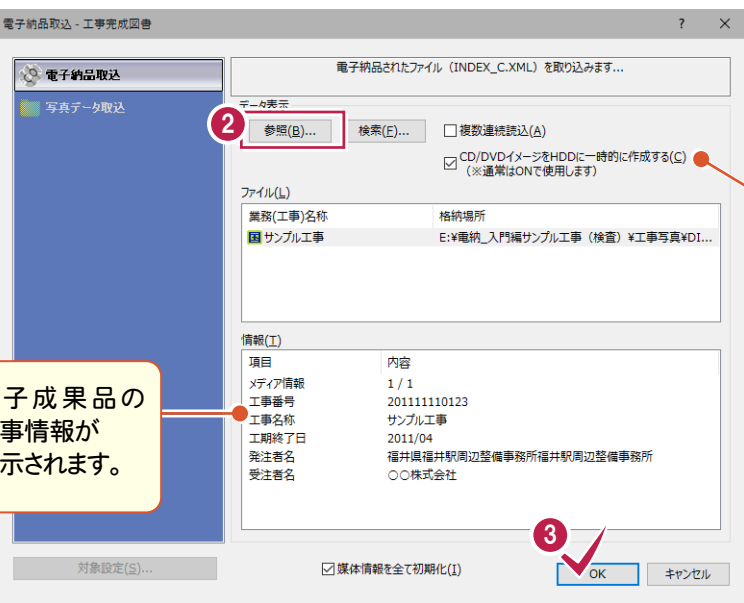 電子納品取込 - 工事完成図書
? ×
電子納品取込
写真データ取込
電子納品されたファイル（INDEX_C.XML）を取り込みます...
データ表示
2
参照(B)...
検索(F)...
複数連続読込(A)
CD/DVDイメージをHDDに一時的に作成する(C)
（※通常はONで使用します）
ファイル(L)
業務(工事)名称 格納場所
国 サンプル工事 E:¥電納_入門編サンプル工事（検査）¥工事写真¥DI...
情報(T)
項目 内容
メディア情報 1 / 1
工事番号 201111110123
工事名称 サンプル工事
工期終了日 2011/04
発注者名 福井県福井駅周辺整備事務所福井駅周辺整備事務所
受注者名 ○○株式会社
子成果品の
事情報が
示されます。
3
対象設定(S)...
媒体情報を全て初期化(I)
OK
キャンセル